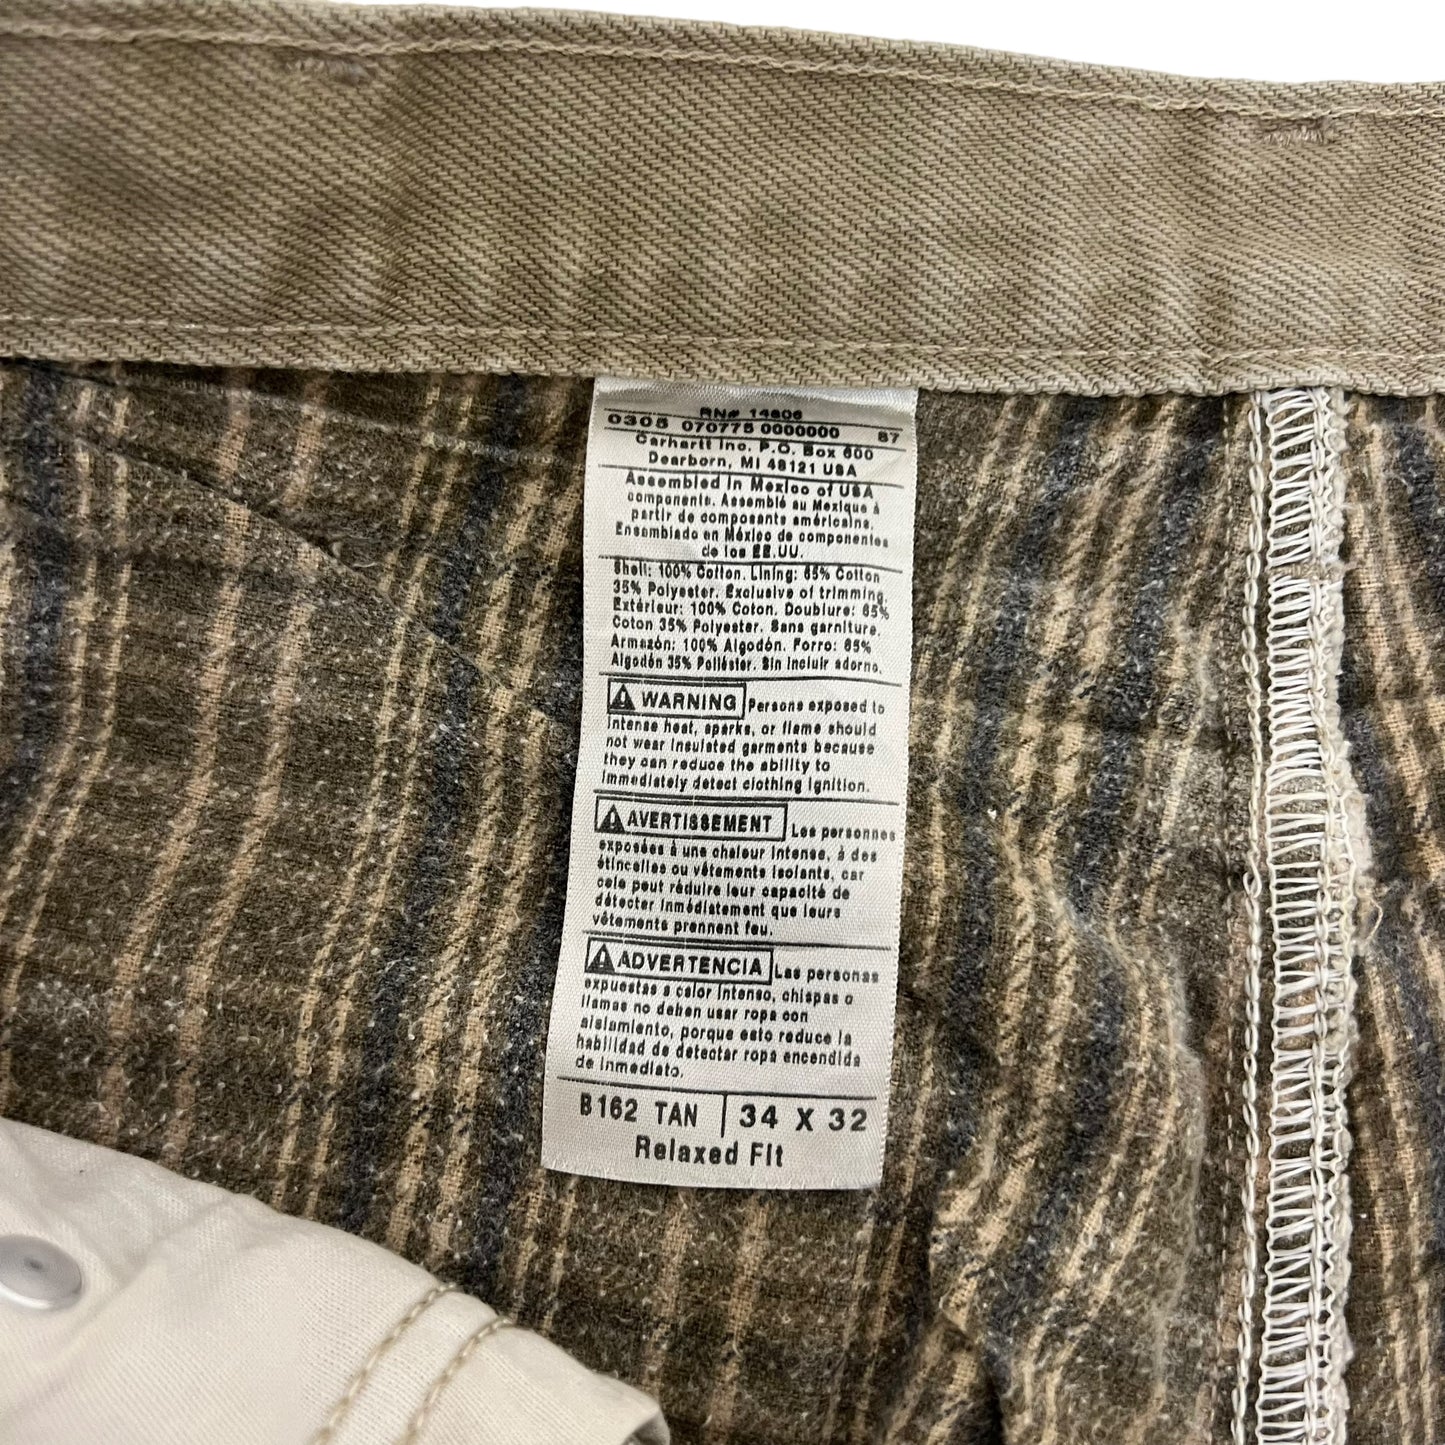 RN# 14806
0305 070775 0000000 87
Carhartt Inc. P.O. Box 600
Dearborn, MI 48121 USA
Assembled in Mexico of USA
components. Assemblé au Mexique à
partir de composants américains.
Ensamblado en México de componentes
de los EE.UU.
Shell: 100% Cotton. Lining: 65% Cotton
35% Polyester. Exclusive of trimming.
Extérieur: 100% Coton. Doublure: 65%
Coton 35% Polyester. Sans garniture.
Armazón: 100% Algodón. Forro: 65%
Algodón 35% Poliéster. Sin incluir adorno.
WARNING Persons exposed to
intense heat, sparks, or flame should
not wear insulated garments because
they can reduce the ability to
immediately detect clothing ignition.
AVERTISSEMENT Les personnes
exposées à une chaleur intense, à des
étincelles ou vêtements isolants, car
cela peut réduire leur capacité de
détecter immédiatement que leurs
vêtements prennent feu.
ADVERTENCIA Las personas
expuestas a calor intenso, chispas o
llamas no deben usar ropa con
aislamiento, porque esto reduce la
habilidad de detectar ropa encendida
de inmediato.
B162 TAN 34 X 32
Relaxed Fit